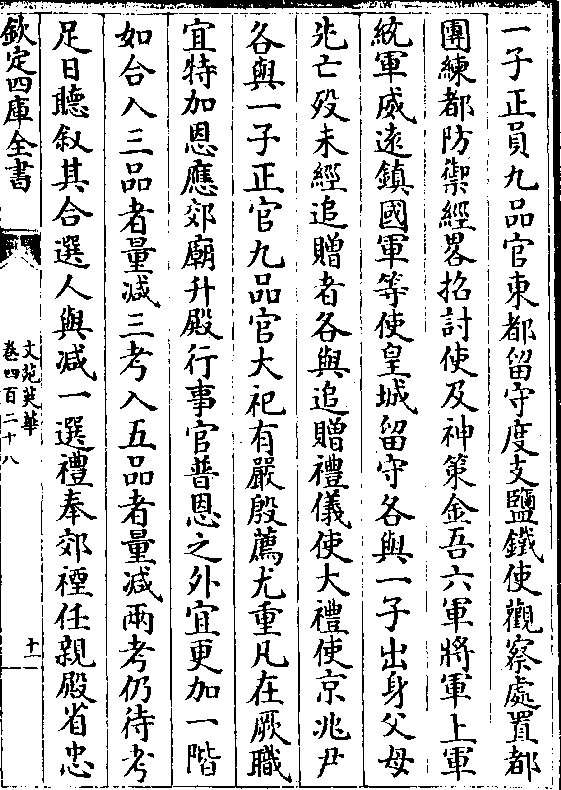 一子正員九品官東都留守度支鹽鐵使觀察處置都
團練都防禦經畧招討使及神策金吾六軍將軍上軍
統軍威遠鎮國軍等使皇城留守各與一子出身父母
先亡殁未經追贈者各與追贈禮儀使大禮使京兆尹
各與一子正官九品官大祀有嚴殷薦尤重凡在厥職
宜特加恩應郊廟升殿行事官普恩之外宜更加一階
如合入三品者量減三考入五品者量減兩考仍待考
足日聽叙其合選人與減一選禮奉郊禋任親殿省忠
欽定四庫全書
文苑英華
卷四百二十八
十一